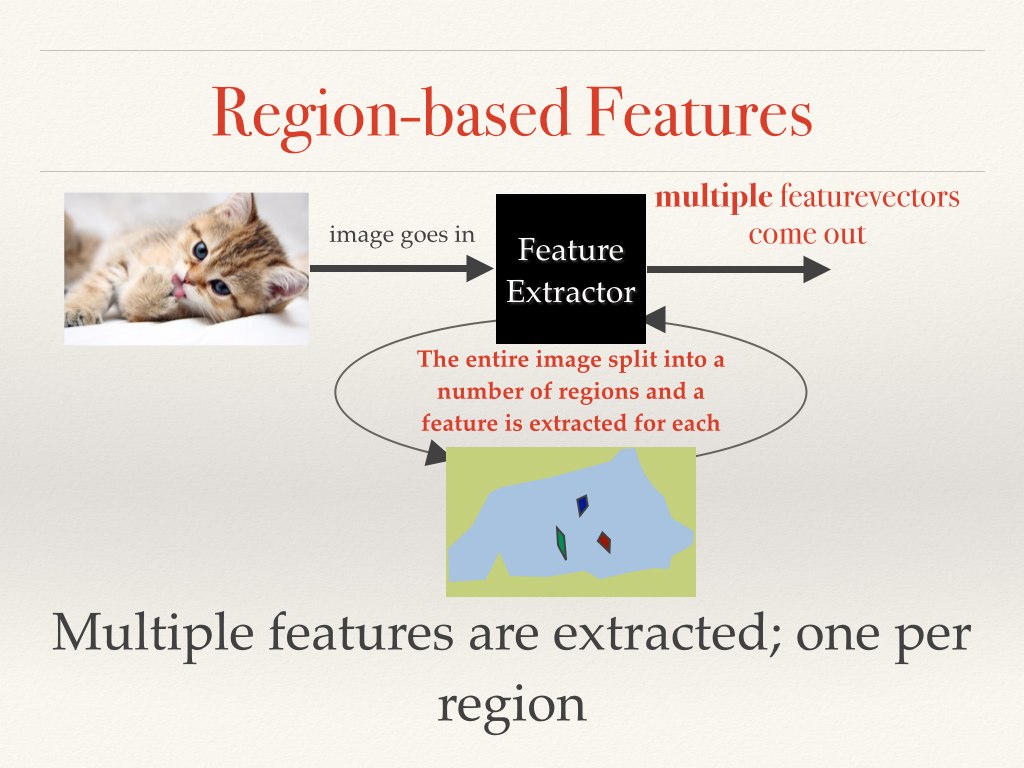 Region-based Features
image goes in
Feature
Extractor
multiple featurevectors
come out
The entire image split into a
number of regions and a
feature is extracted for each
Multiple features are extracted; one per
region